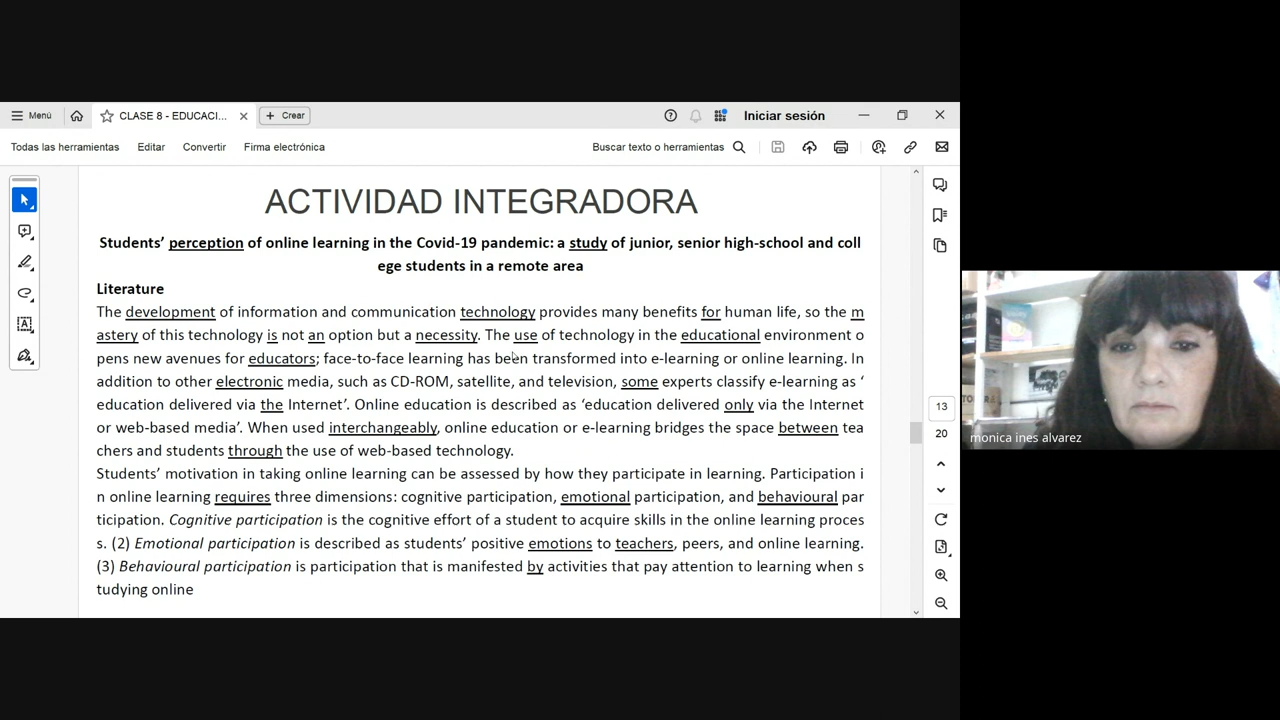 Menú
CLASE 8 - EDUCACI...
Crear
Iniciar sesión
Todas las herramientas
Editar
Convertir
Firma electrónica
Buscar texto o herramientas
ACTIVIDAD INTEGRADORA
Students’ perception of online learning in the Covid-19 pandemic: a study of junior, senior high-school and coll
ege students in a remote area
Literature
The development of information and communication technology provides many benefits for human life, so the m
astery of this technology is not an option but a necessity. The use of technology in the educational environment o
pens new avenues for educators; face-to-face learning has been transformed into e-learning or online learning. In
addition to other electronic media, such as CD-ROM, satellite, and television, some experts classify e-learning as ‘
education delivered via the Internet’. Online education is described as ‘education delivered only via the Internet
or web-based media’. When used interchangeably, online education or e-learning bridges the space between tea
chers and students through the use of web-based technology.
Students’ motivation in taking online learning can be assessed by how they participate in learning. Participation i
n online learning requires three dimensions: cognitive participation, emotional participation, and behavioural par
ticipation. Cognitive participation is the cognitive effort of a student to acquire skills in the online learning proces
s. (2) Emotional participation is described as students’ positive emotions to teachers, peers, and online learning.
(3) Behavioural participation is participation that is manifested by activities that pay attention to learning when s
tudying online
13
20
monica ines alvarez